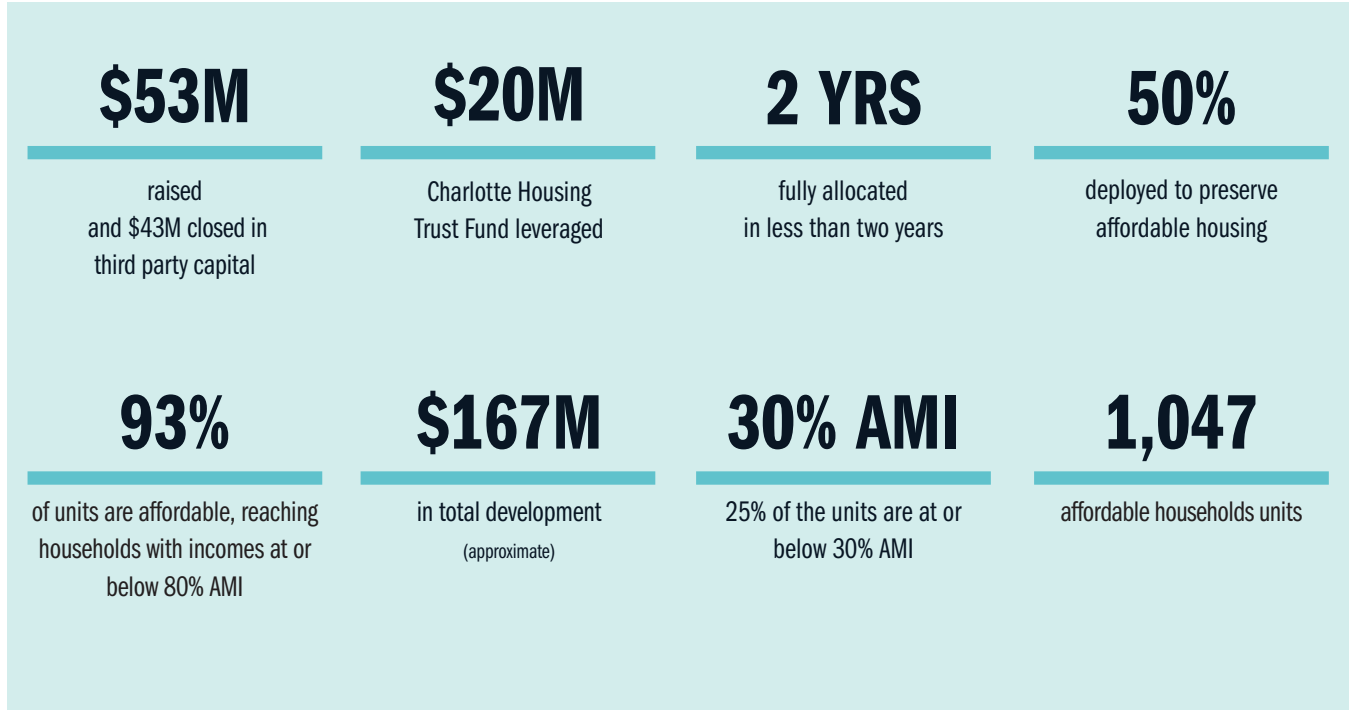 $53M
raised
and $43M closed in
third party capital
$20M
Charlotte Housing
Trust Fund leveraged
2 YRS
fully allocated
in less than two years
50%
deployed to preserve
affordable housing
93%
of units are affordable, reaching
households with incomes at or
below 80% AMI
$167M
in total development
(approximate)
30% AMI
25% of the units are at or
below 30% AMI
1,047
affordable households units